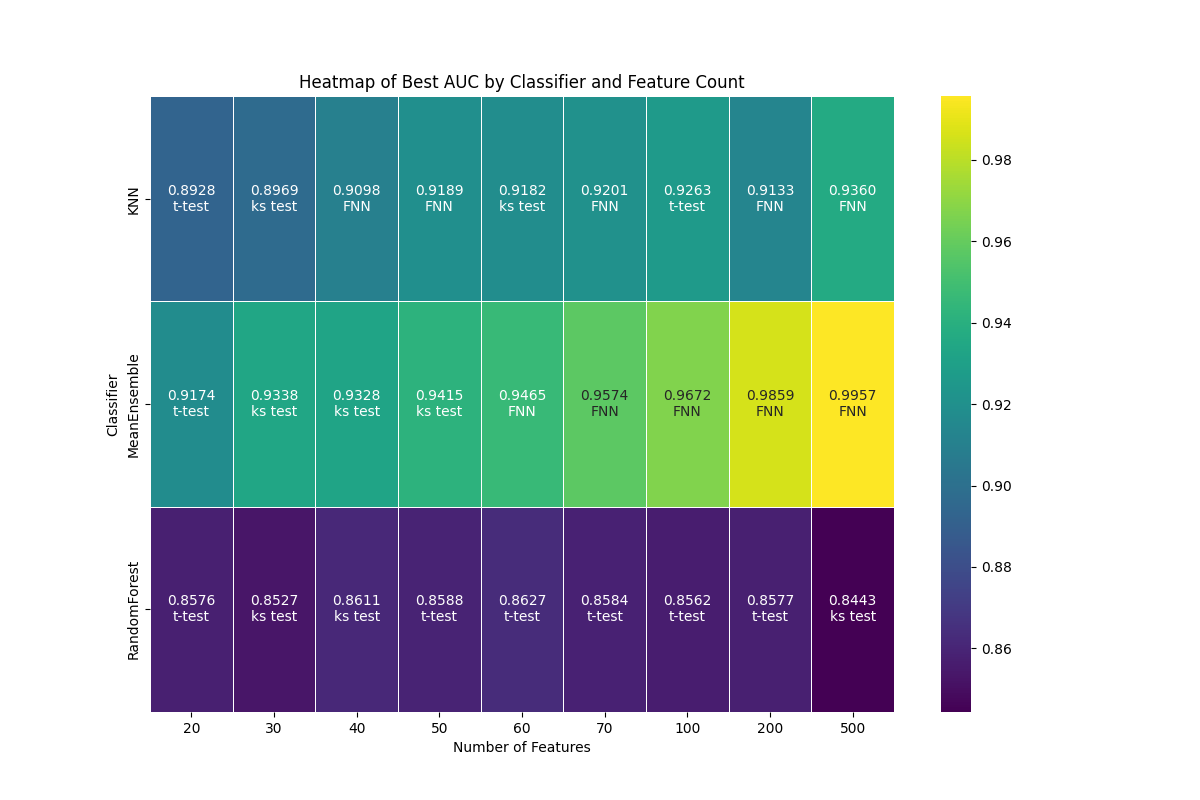 Heatmap of Best AUC by Classifier and Feature Count
Classifier
KNN
0.8928 0.8969 0.9098 0.9189 0.9182 0.9201 0.9263 0.9133 0.9360
t-test ks test FNN FNN ks test FNN t-test FNN FNN
MeanEnsemble
0.9174 0.9338 0.9328 0.9415 0.9465 0.9574 0.9672 0.9859 0.9957
t-test ks test ks test ks test FNN FNN FNN FNN FNN
RandomForest
0.8576 0.8527 0.8611 0.8588 0.8627 0.8584 0.8562 0.8577 0.8443
t-test ks test ks test t-test t-test t-test t-test t-test ks test
20 30 40 50 60 70 100 200 500
Number of Features
0.98
0.96
0.94
0.92
0.90
0.88
0.86